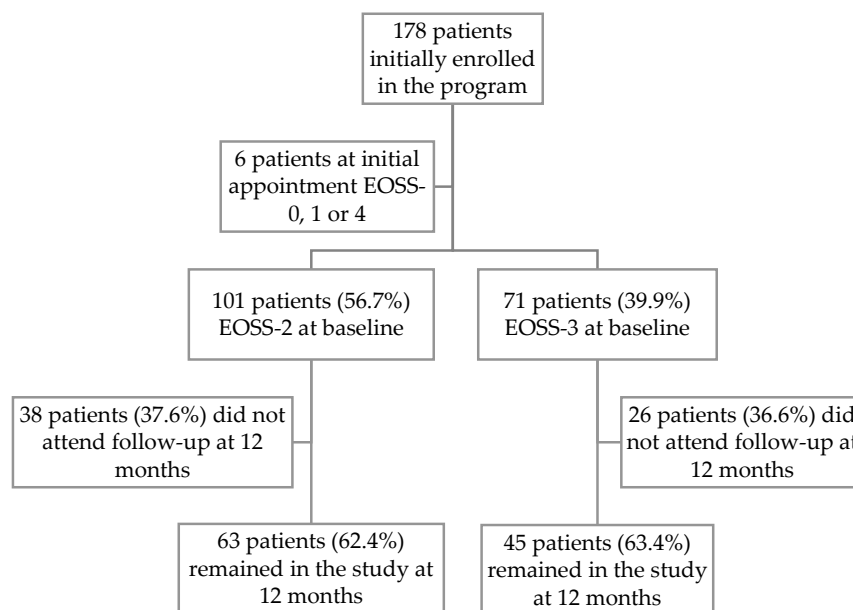 178 patients
initially enrolled
in the program
6 patients at initial
appointment EOSS-
0, 1 or 4
101 patients (56.7%)
EOSS-2 at baseline
71 patients (39.9%)
EOSS-3 at baseline
38 patients (37.6%) did not
attend follow-up at 12
months
26 patients (36.6%) did
not attend follow-up at
12 months
63 patients (62.4%)
remained in the study at
12 months
45 patients (63.4%)
remained in the study
at 12 months